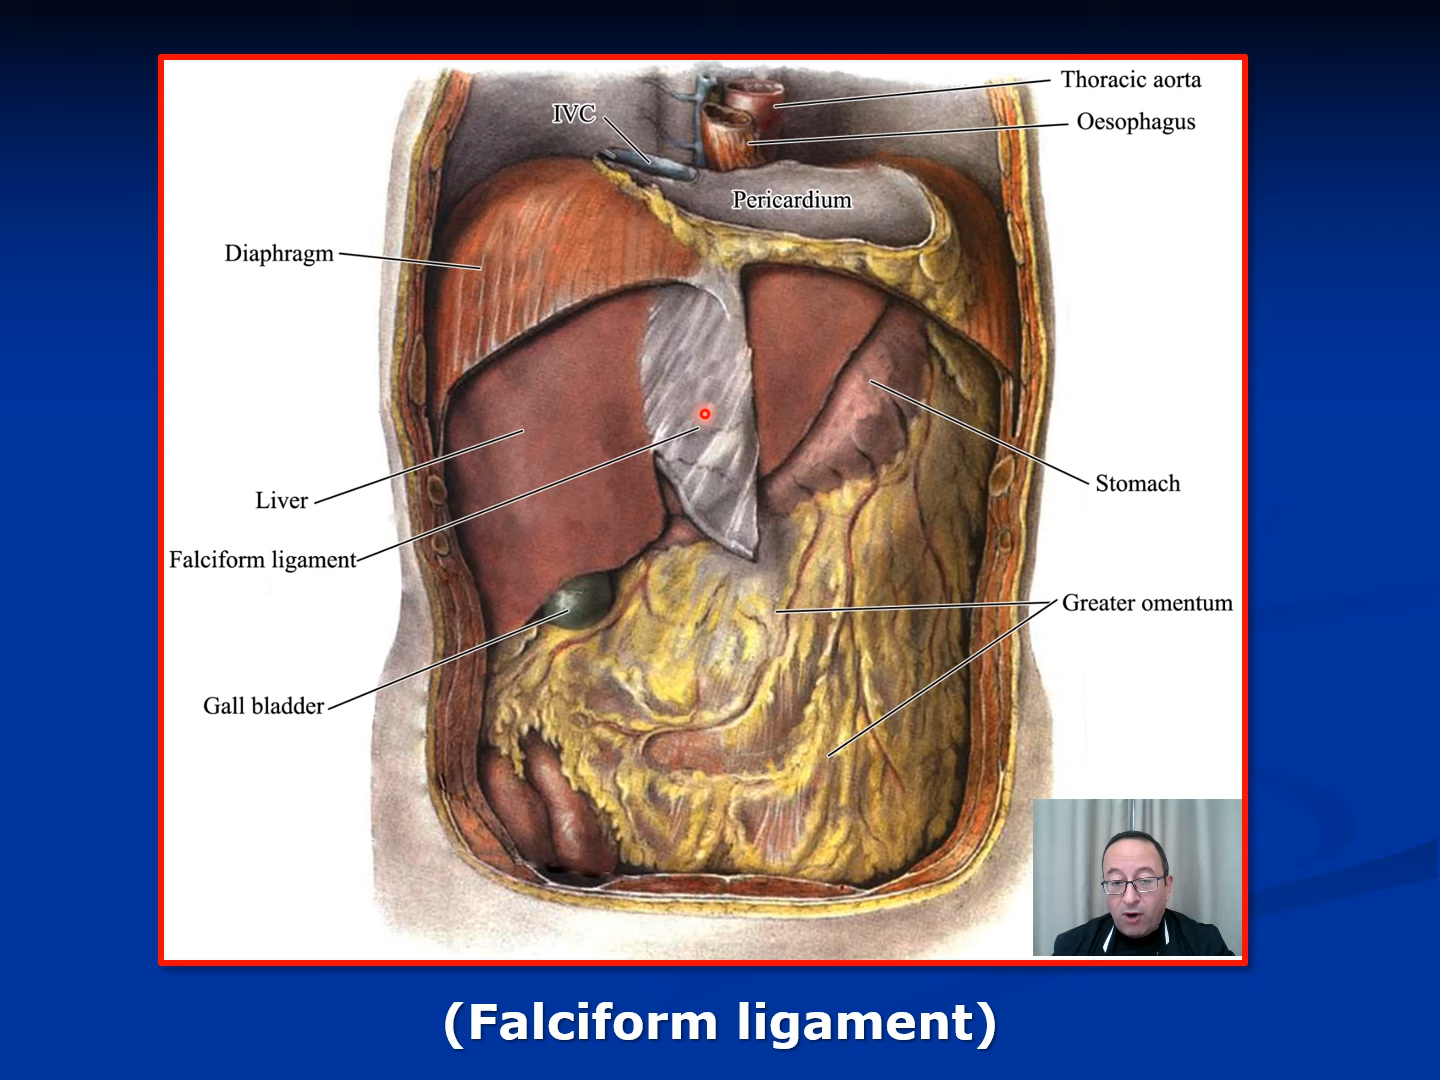 Thoracic aorta
IVC
Oesophagus
Pericardium
Diaphragm
Stomach
Liver
Falciform ligament
Greater omentum
Gall bladder
(Falciform ligament)